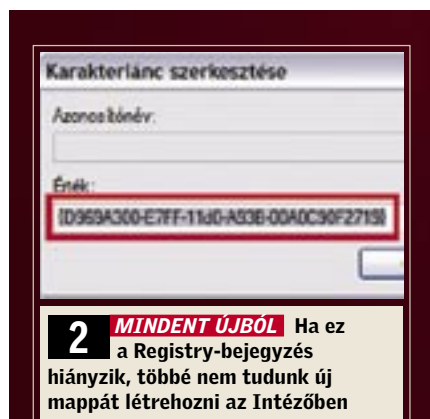 Karakterlánc szerkesztése
Azonosítónév:
Érték:
{D969A300-E7FF-11d0-A93B-00A0C90F2719}
2 MINDENT ÚJBÓL Ha ez
a Registry-bejegyzés
hiányzik, többé nem tudunk új
mappát létrehozni az Intézőben